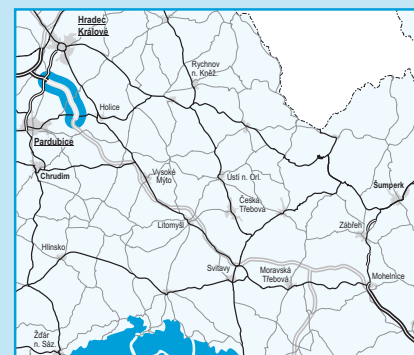 Hradec
Králové
Rychnov
n. Kněž.
Holice
Pardubice
Chrudim
Vysoké
Mýto
Ústí n. Orl.
Česká
Třebová
Šumperk
Litomyšl
Zábřeh
Hlinsko
Svitavy
Moravská
Třebová
Mohelnice
Žďár
n. Sáz.